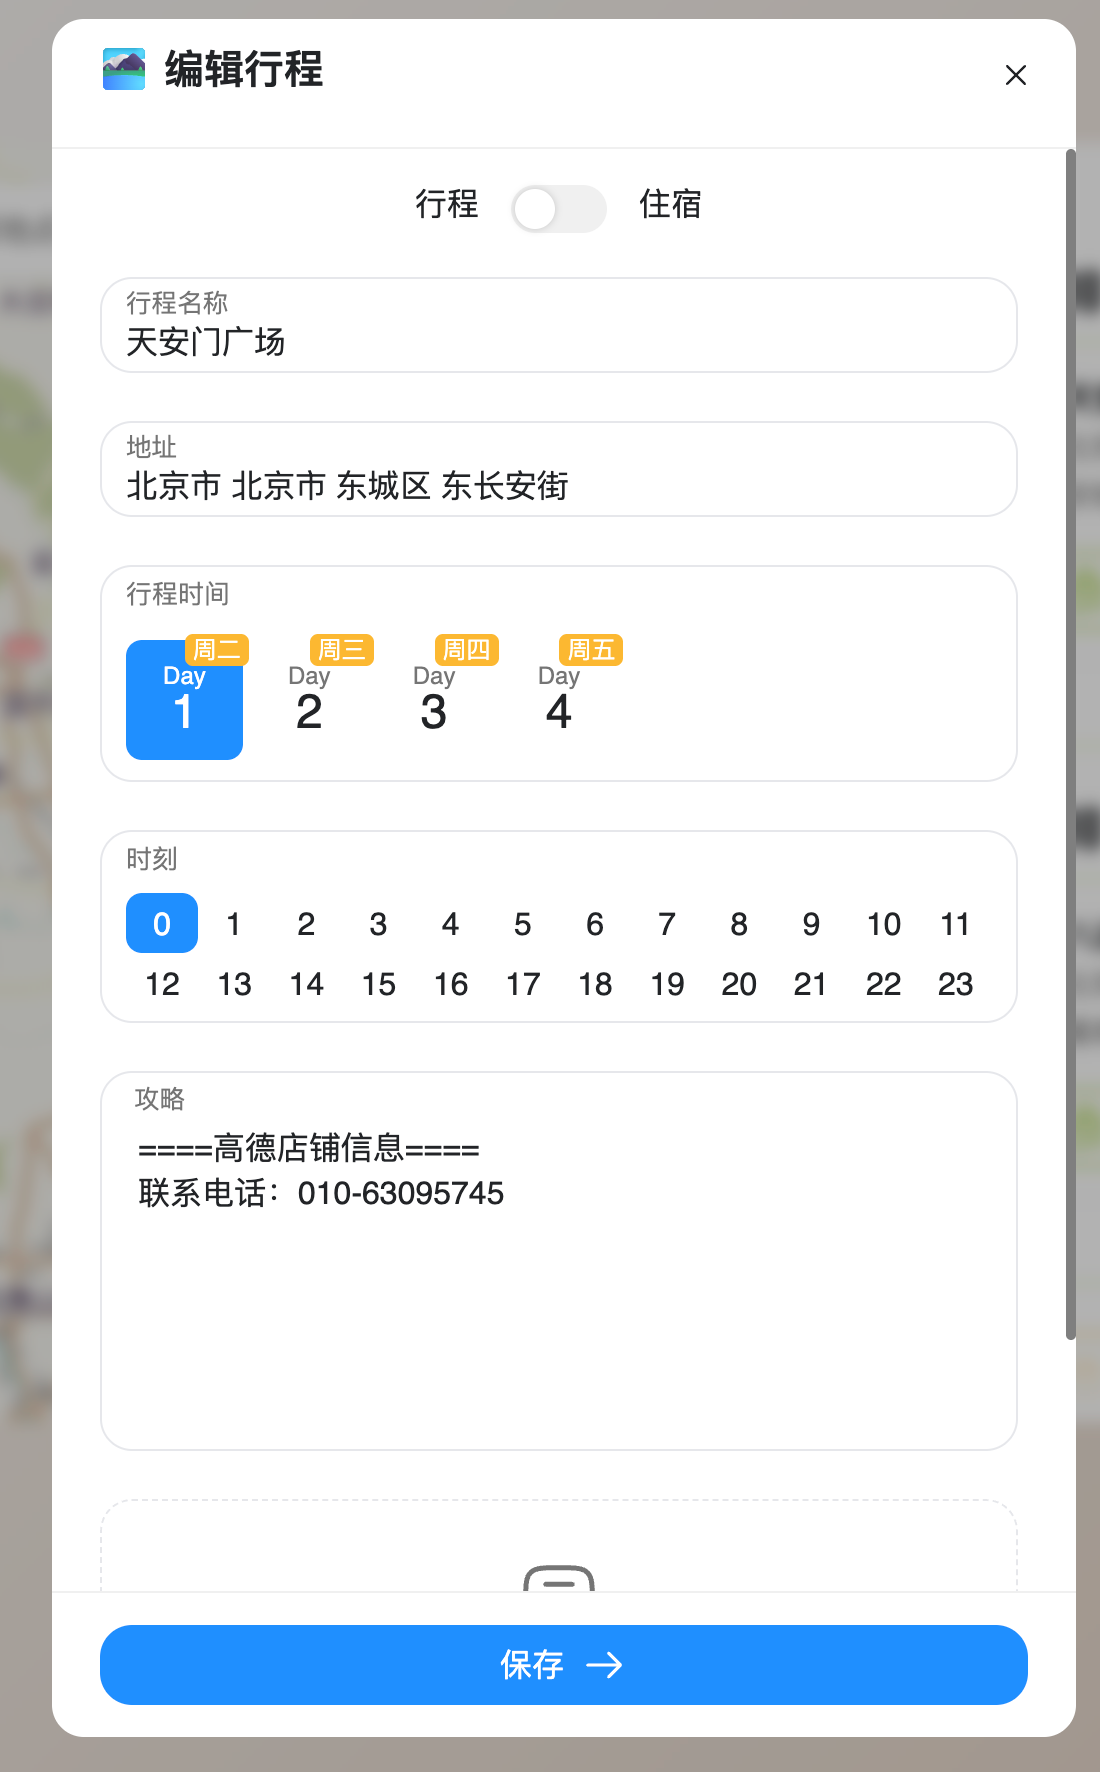 编辑行程
行程 住宿
行程名称
天安门广场
地址
北京市 北京市 东城区 东长安街
行程时间
周二 周三 周四 周五
Day Day Day Day
1 2 3 4
时刻
0 1 2 3 4 5 6 7 8 9 10 11
12 13 14 15 16 17 18 19 20 21 22 23
攻略
====高德店铺信息====
联系电话：010-63095745
保存